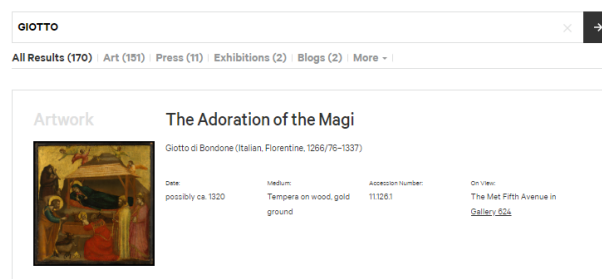 GIOTTO
All Results (170) | Art (151) | Press (11) | Exhibitions (2) | Blogs (2) | More
Artwork
The Adoration of the Magi
Giotto di Bondone (Italian, Florentine, 1266/76–1337)
Date: Medium: Accession Number: On View:
possibly ca. 1320 Tempera on wood, gold 11.126.1 The Met Fifth Avenue in
ground Gallery 624